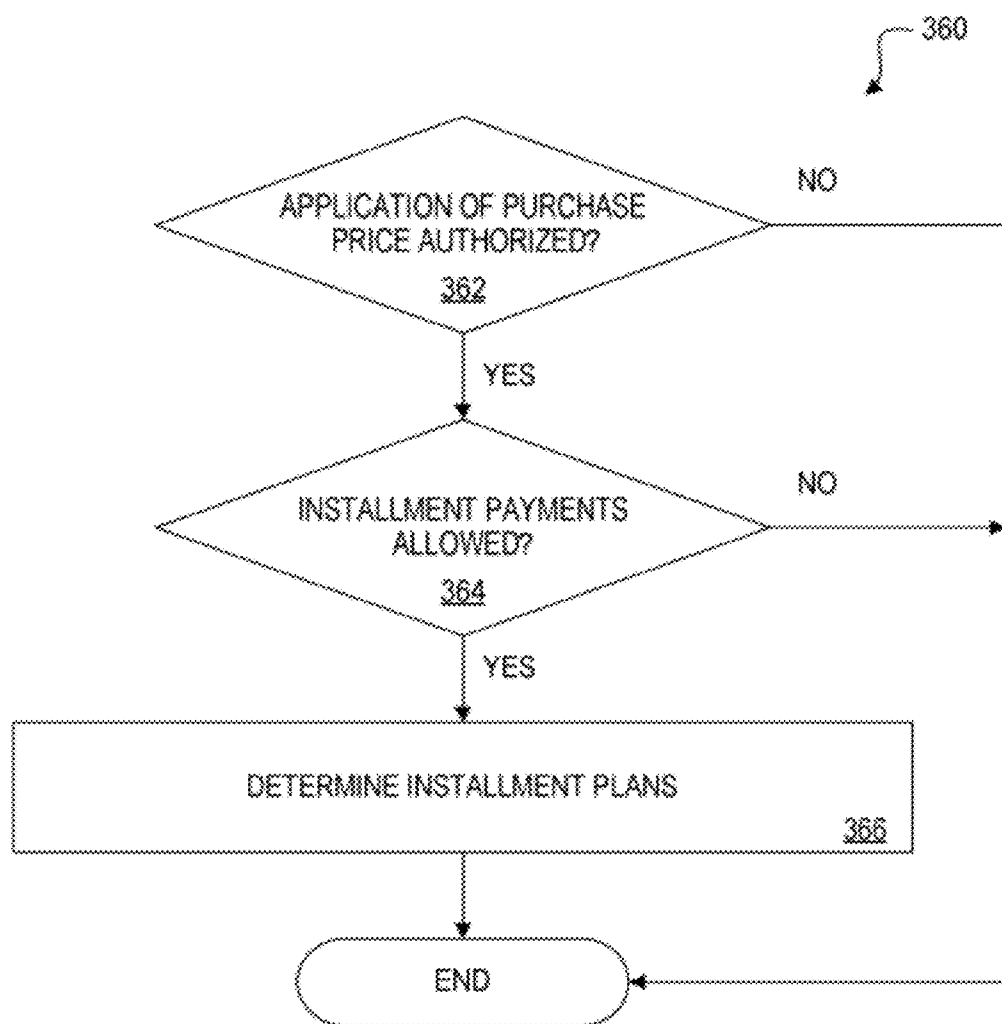 360
APPLICATION OF PURCHASE
PRICE AUTHORIZED?
362
NO
YES
INSTALLMENT PAYMENTS
ALLOWED?
364
NO
YES
DETERMINE INSTALLMENT PLANS
366
END